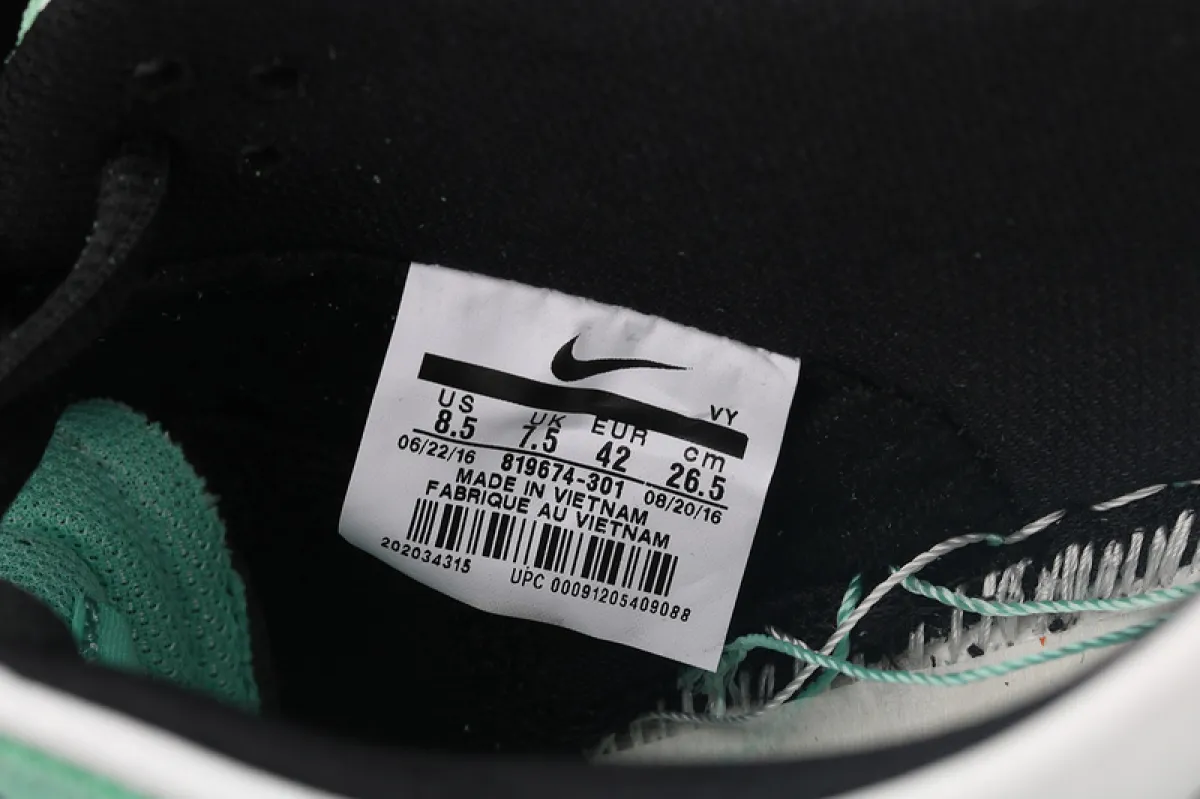 VY
US UK EUR cm
8.5 7.5 42 26.5
06/22/16 819674-301 08/20/16
MADE IN VIETNAM
FABRIQUE AU VIETNAM
202034315 UPC 00091205409088